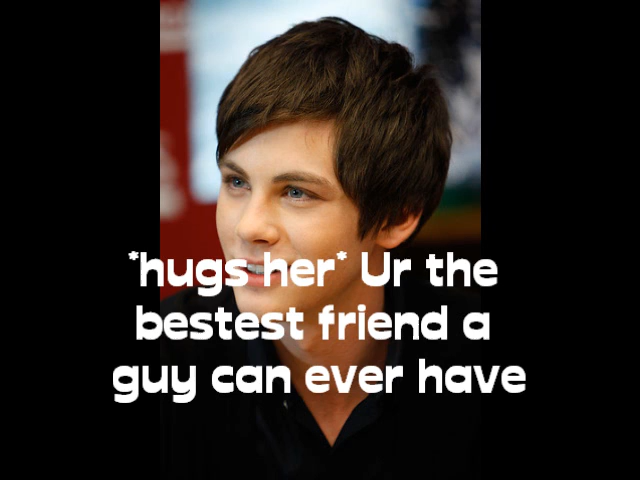 *hugs her* Ur the
bestest friend a
guy can ever have